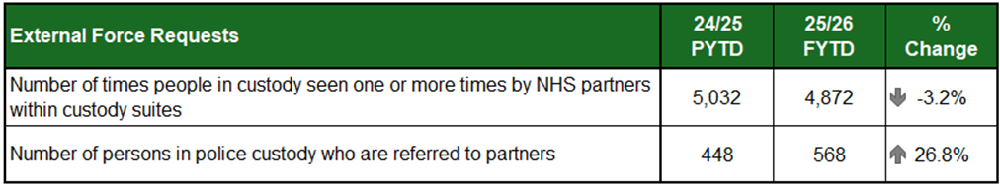 External Force Requests 24/25 PYTD 25/26 FYTD % Change
Number of times people in custody seen one or more times by NHS partners
within custody suites 5,032 4,872 -3.2%
Number of persons in police custody who are referred to partners 448 568 26.8%